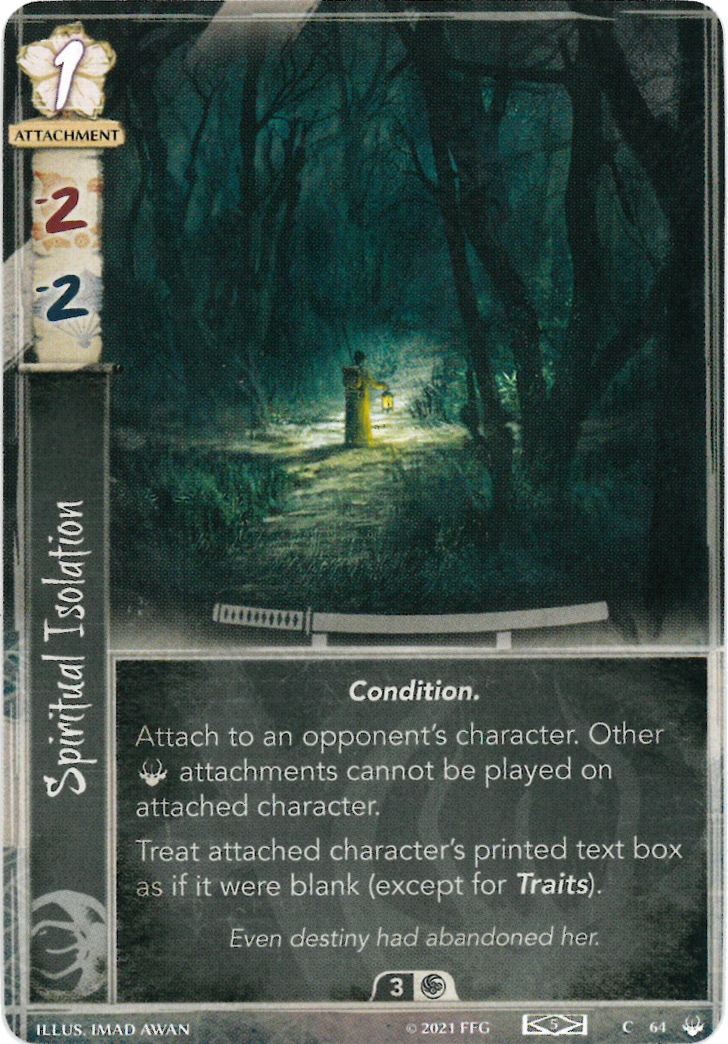 1
ATTACHMENT
-2
-2
Spiritual Isolation
Condition.
Attach to an opponent's character. Other
attachments cannot be played on
attached character.
Treat attached character's printed text box
as if it were blank (except for Traits).
Even destiny had abandoned her.
3
ILLUS. IMAD AWAN © 2021 FFG 5 C 64